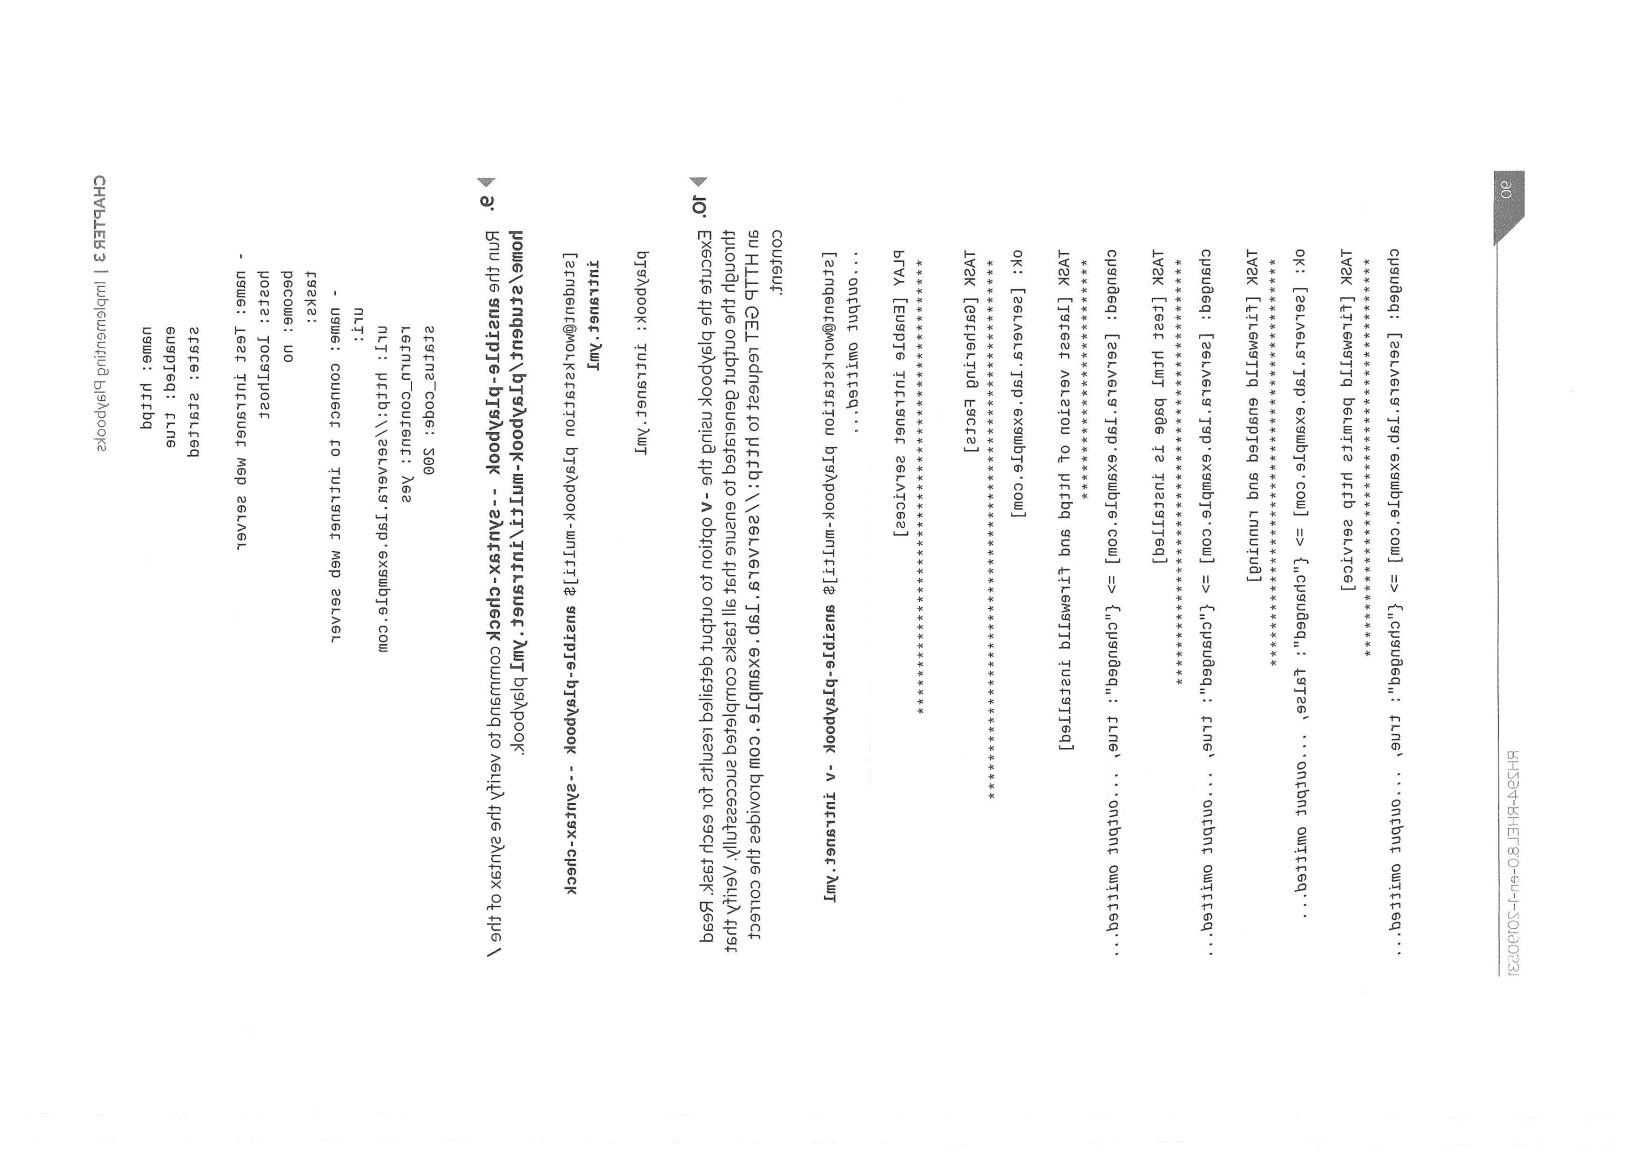 CHAPTER 3 | Implementing Playbooks
name: httpd
enabled: true
state: started
- name: Test intranet web server
hosts: localhost
become: no
tasks:
- name: connect to intranet web server
uri:
url: http://servera.lab.example.com
return_content: yes
status_code: 200
9. Run the ansible-playbook --syntax-check command to verify the syntax of the /
home/student/playbook-multi/intranet.yml playbook.
[student@workstation playbook-multi]$ ansible-playbook --syntax-check
intranet.yml
playbook: intranet.yml
10. Execute the playbook using the -v option to output detailed results for each task. Read
through the output generated to ensure that all tasks completed successfully. Verify that
an HTTP GET request to http://servera.lab.example.com provides the correct
content.
[student@workstation playbook-multi]$ ansible-playbook -v intranet.yml
...output omitted...
PLAY [Enable intranet services]
*************************************************
TASK [Gathering Facts]
***********************************************************
ok: [servera.lab.example.com]
TASK [latest version of httpd and firewalld installed]
**************************
changed: [servera.lab.example.com] => {"changed": true, ...output omitted...
TASK [test html page is installed]
**********************************************
changed: [servera.lab.example.com] => {"changed": true, ...output omitted...
TASK [firewalld enabled and running]
********************************************
ok: [servera.lab.example.com] => {"changed": false, ...output omitted...
TASK [firewalld permits http service]
*******************************************
changed: [servera.lab.example.com] => {"changed": true, ...output omitted...
90
RH294-RHEL8.0-en-1-20190531